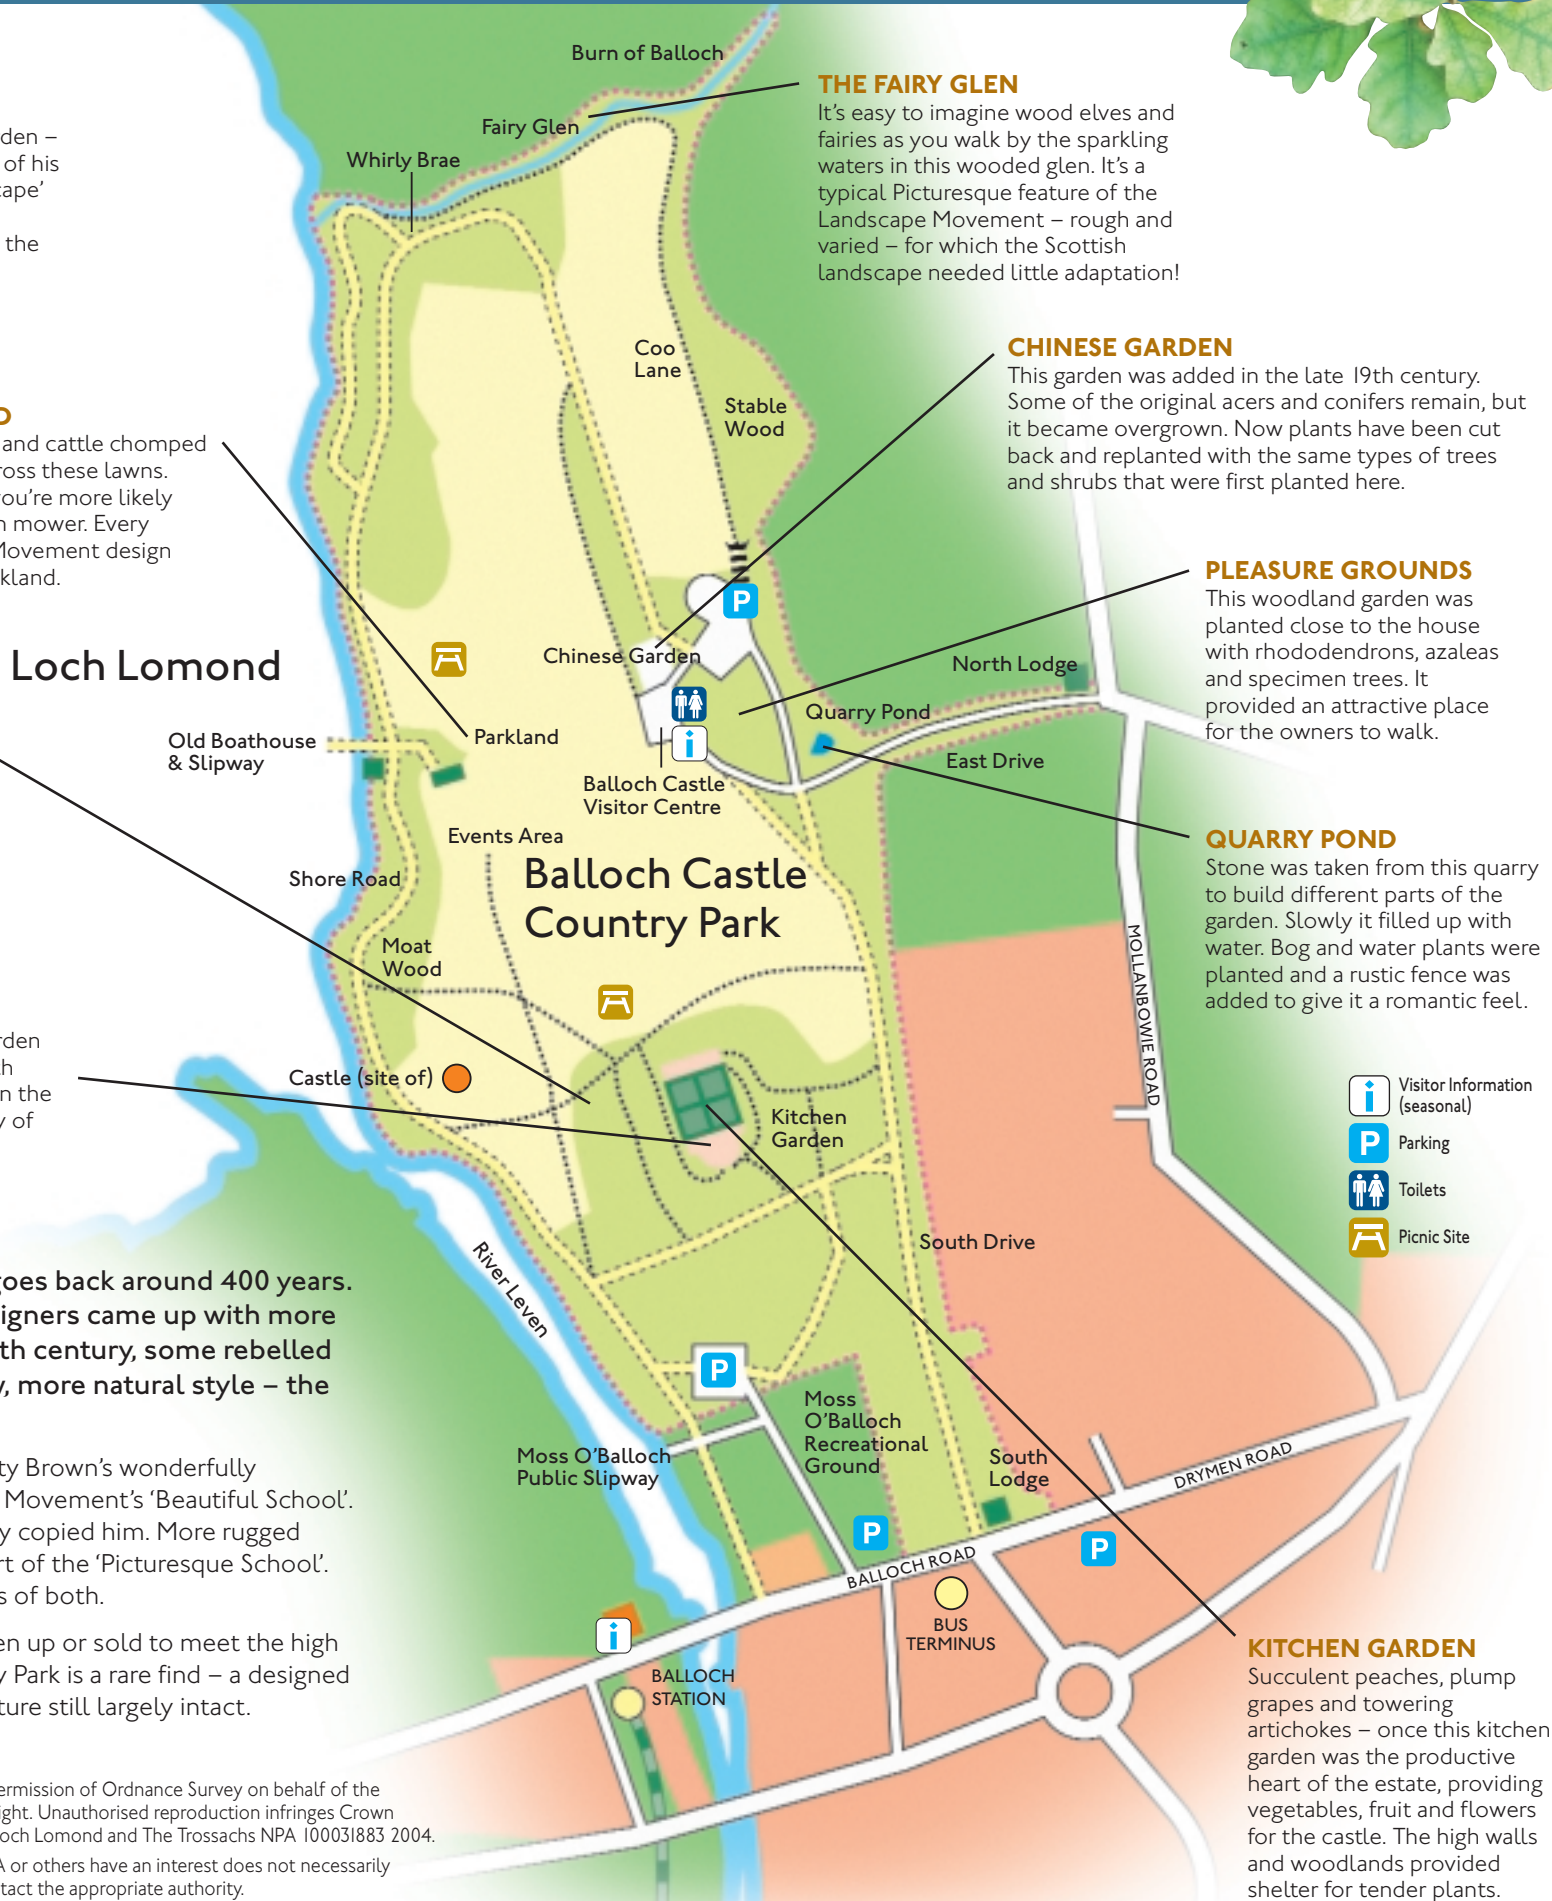 Burn of Balloch
Fairy Glen
Whirly Brae
THE FAIRY GLEN
It's easy to imagine wood elves and
fairies as you walk by the sparkling
waters in this wooded glen. It's a
typical Picturesque feature of the
Landscape Movement – rough and
varied – for which the Scottish
landscape needed little adaptation!
den –
of his
cape'
the
Coo
Lane
Stable
Wood
CHINESE GARDEN
This garden was added in the late 19th century.
Some of the original acers and conifers remain, but
it became overgrown. Now plants have been cut
back and replanted with the same types of trees
and shrubs that were first planted here.
D
and cattle chomped
ross these lawns.
you're more likely
n mower. Every
Movement design
kland.
P
PLEASURE GROUNDS
This woodland garden was
planted close to the house
with rhododendrons, azaleas
and specimen trees. It
provided an attractive place
for the owners to walk.
Loch Lomond
Chinese Garden
North Lodge
Quarry Pond
Old Boathouse
& Slipway
Parkland
i
East Drive
Balloch Castle
Visitor Centre
Events Area
QUARRY POND
Stone was taken from this quarry
to build different parts of the
garden. Slowly it filled up with
water. Bog and water plants were
planted and a rustic fence was
added to give it a romantic feel.
Shore Road
Balloch Castle
Country Park
Moat
Wood
MOLLANBOWIE ROAD
rden
th
n the
y of
Castle (site of)
Kitchen
Garden
i Visitor Information
(seasonal)
P Parking
Toilets
Picnic Site
South Drive
River Leven
goes back around 400 years.
igners came up with more
th century, some rebelled
y, more natural style – the
P
Moss
O'Balloch
Recreational
Ground
Moss O'Balloch
Public Slipway
South
Lodge
DRYMEN ROAD
ty Brown's wonderfully
Movement's 'Beautiful School'.
y copied him. More rugged
rt of the 'Picturesque School'.
s of both.
P
P
BALLOCH ROAD
BUS
TERMINUS
i
BALLOCH
STATION
en up or sold to meet the high
y Park is a rare find – a designed
ture still largely intact.
KITCHEN GARDEN
Succulent peaches, plump
grapes and towering
artichokes – once this kitchen
garden was the productive
heart of the estate, providing
vegetables, fruit and flowers
for the castle. The high walls
and woodlands provided
shelter for tender plants.
ermission of Ordnance Survey on behalf of the
ight. Unauthorised reproduction infringes Crown
och Lomond and The Trossachs NPA 100031883 2004.
A or others have an interest does not necessarily
tact the appropriate authority.